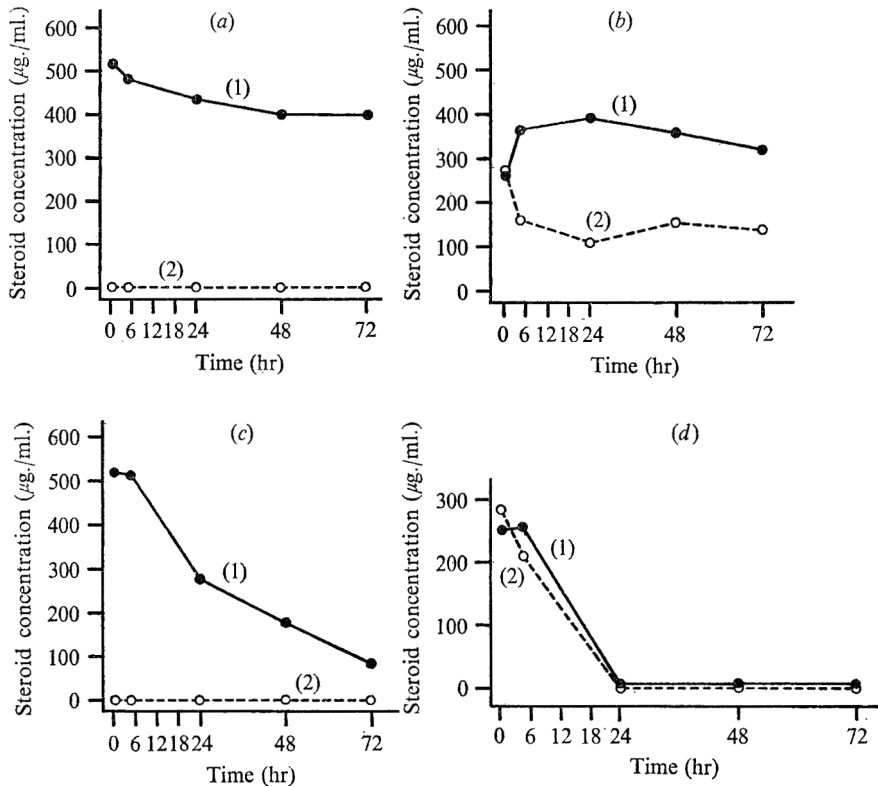 (a)
Steroid concentration (μg./ml.)
600
500
400
300
200
100
0
(1)
(2)
0 6 12 18 24 48 72
Time (hr)
(b)
Steroid concentration (μg./ml.)
600
500
400
300
200
100
0
(1)
(2)
0 6 12 18 24 48 72
Time (hr)
(c)
Steroid concentration (μg./ml.)
600
500
400
300
200
100
0
(1)
(2)
0 6 12 18 24 48 72
Time (hr)
(d)
Steroid concentration (μg./ml.)
300
200
100
0
(1)
(2)
0 6 12 18 24 48 72
Time (hr)